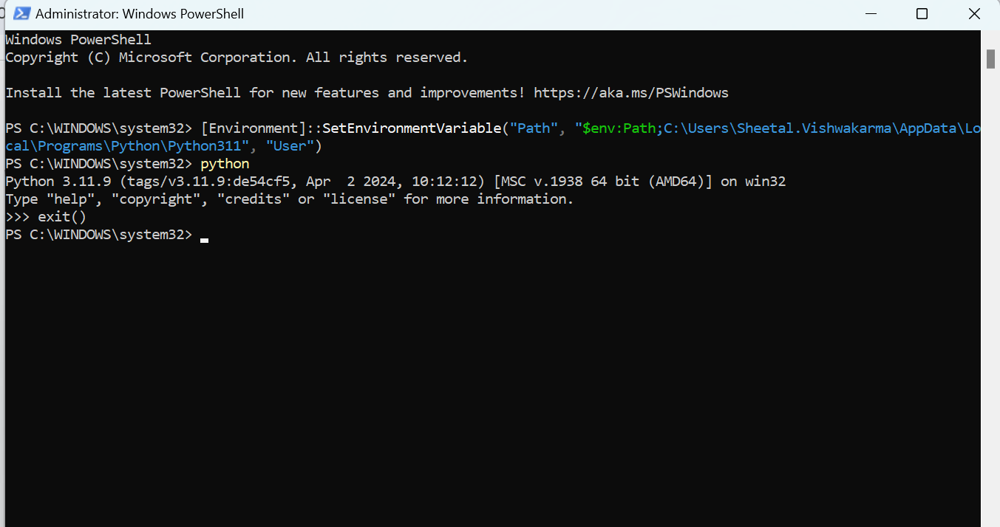 Administrator: Windows PowerShell
Windows PowerShell
Copyright (C) Microsoft Corporation. All rights reserved.
Install the latest PowerShell for new features and improvements! https://aka.ms/PSWindows
PS C:\WINDOWS\system32> [Environment]::SetEnvironmentVariable("Path", "$env:Path;C:\Users\Sheetal.Vishwakarma\AppData\Lo
cal\Programs\Python\Python311", "User")
PS C:\WINDOWS\system32> python
Python 3.11.9 (tags/v3.11.9:de54cf5, Apr  2 2024, 10:12:12) [MSC v.1938 64 bit (AMD64)] on win32
Type "help", "copyright", "credits" or "license" for more information.
>>> exit()
PS C:\WINDOWS\system32>